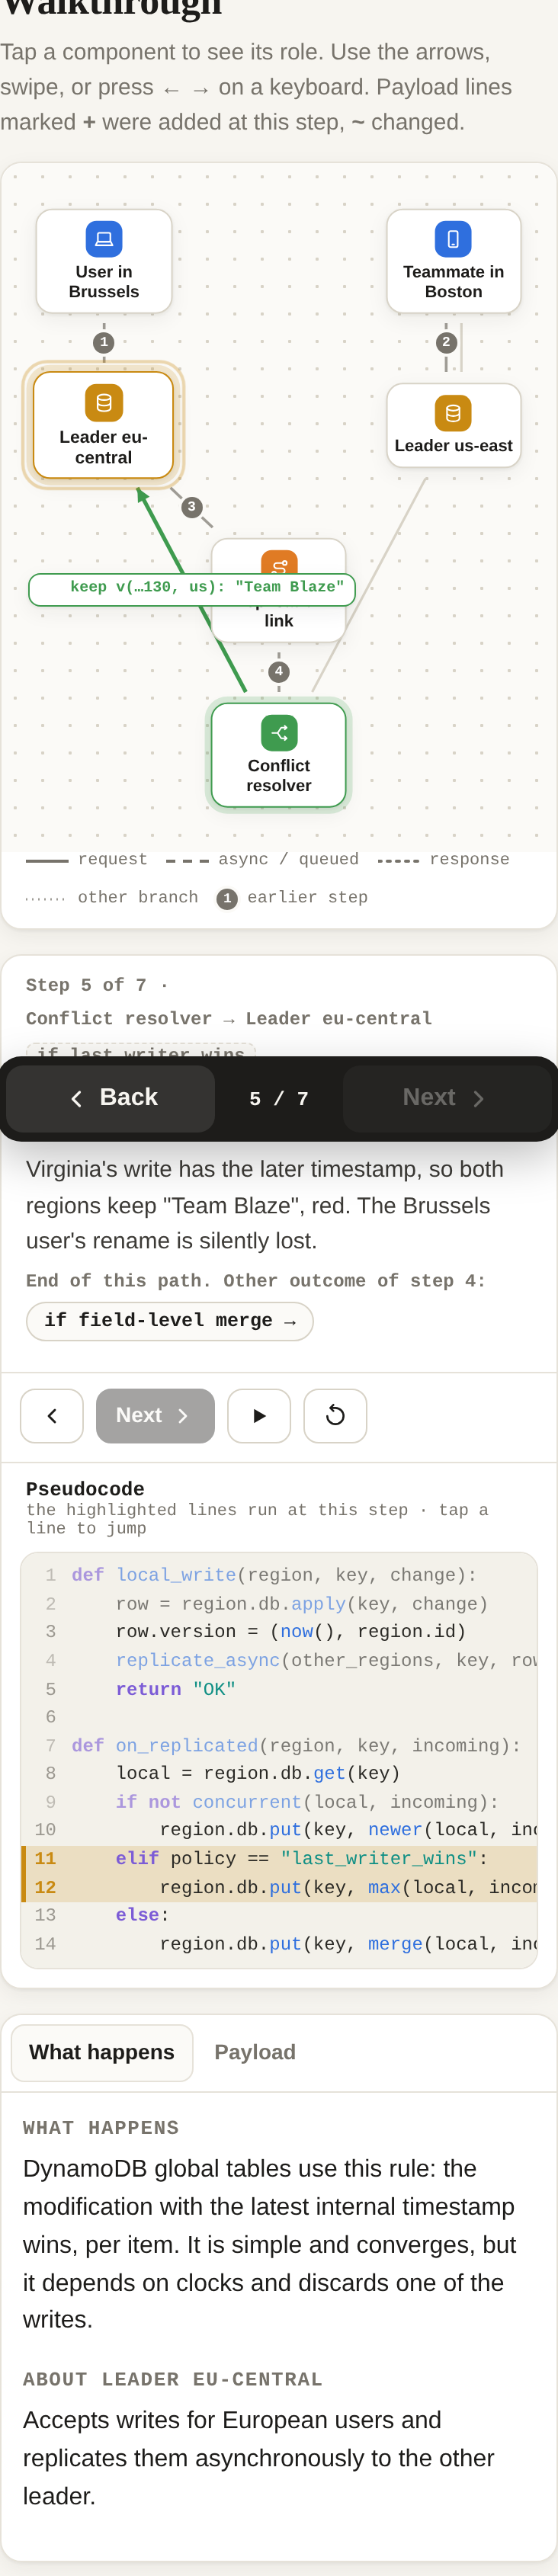 Walkthrough
Tap a component to see its role. Use the arrows,
swipe, or press ← → on a keyboard. Payload lines
marked + were added at this step, ~ changed.
User in
Brussels
Teammate in
Boston
1
2
Leader eu-
central
Leader us-east
3
keep v(…130, us): "Team Blaze"
link
4
Conflict
resolver
request
async / queued
response
other branch
1 earlier step
Step 5 of 7 ·
Conflict resolver → Leader eu-central
if last writer wins
Back
5 / 7
Next
Virginia's write has the later timestamp, so both
regions keep "Team Blaze", red. The Brussels
user's rename is silently lost.
End of this path. Other outcome of step 4:
if field-level merge →
Next
Pseudocode
the highlighted lines run at this step · tap a
line to jump
1 def local_write(region, key, change):
2     row = region.db.apply(key, change)
3     row.version = (now(), region.id)
4     replicate_async(other_regions, key, row
5     return "OK"
6
7 def on_replicated(region, key, incoming):
8     local = region.db.get(key)
9     if not concurrent(local, incoming):
10         region.db.put(key, newer(local, inc
11     elif policy == "last_writer_wins":
12         region.db.put(key, max(local, incom
13     else:
14         region.db.put(key, merge(local, inc
What happens
Payload
WHAT HAPPENS
DynamoDB global tables use this rule: the
modification with the latest internal timestamp
wins, per item. It is simple and converges, but
it depends on clocks and discards one of the
writes.
ABOUT LEADER EU-CENTRAL
Accepts writes for European users and
replicates them asynchronously to the other
leader.